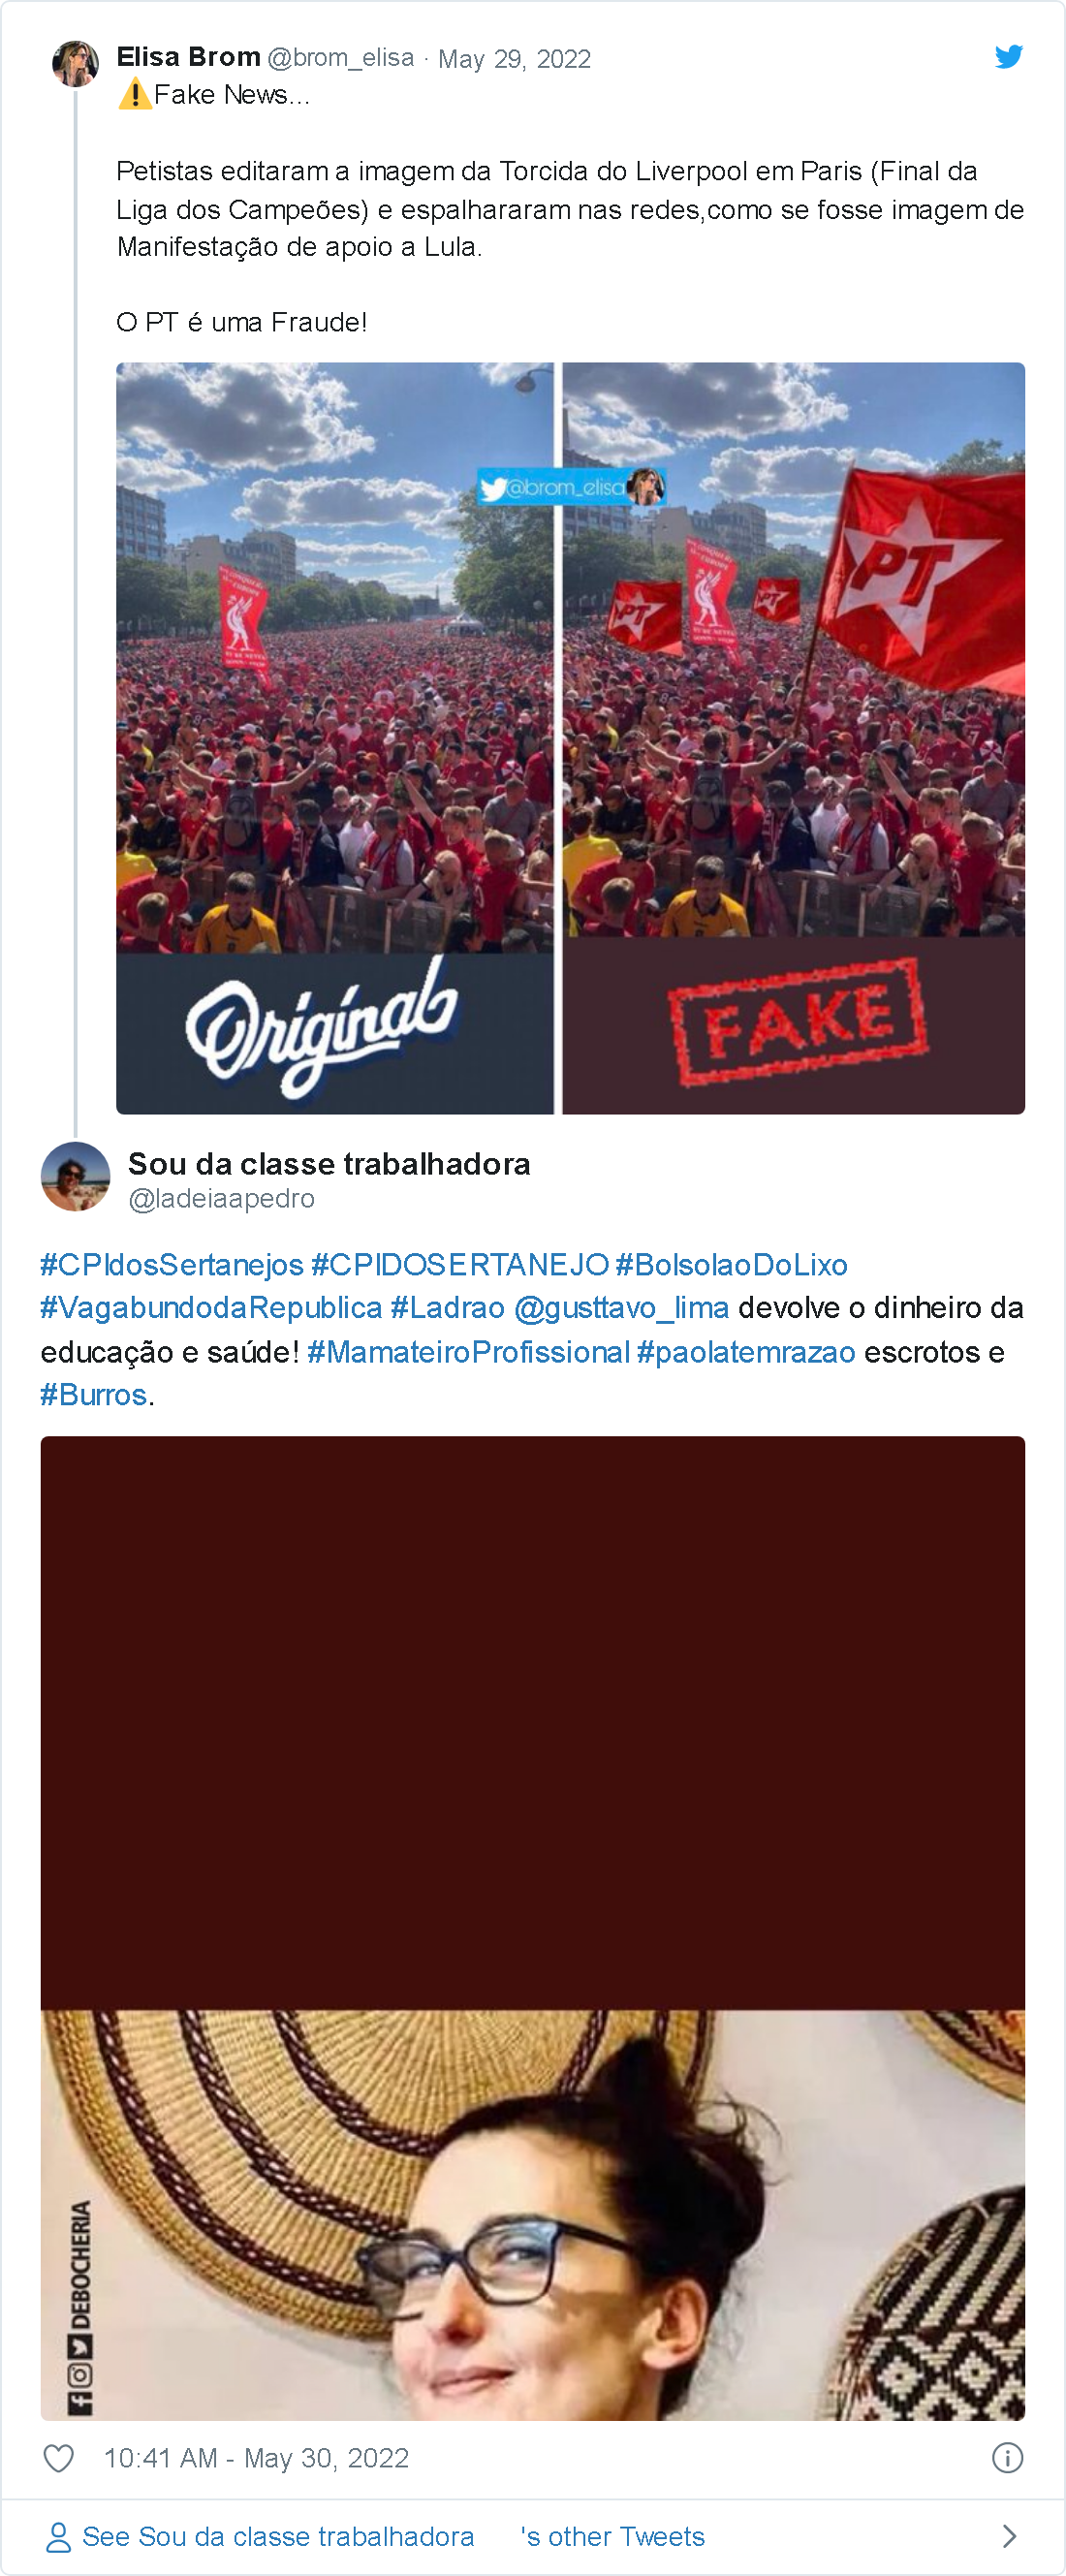 Elisa Brom @brom_elisa · May 29, 2022
⚠️Fake News...
Petistas editaram a imagem da Torcida do Liverpool em Paris (Final da
Liga dos Campeões) e espalhararam nas redes,como se fosse imagem de
Manifestação de apoio a Lula.
O PT é uma Fraude!
@brom_elisa
PT
PT
PT
Original
FAKE
Sou da classe trabalhadora
@ladeiaapedro
#CPIdosSertanejos #CPIDOSERTANEJO #BolsolaoDoLixo
#VagabundodaRepublica #Ladrao @gusttavo_lima devolve o dinheiro da
educação e saúde! #MamateiroProfissional #paolatemrazao escrotos e
#Burros.
DEBOCHERIA
10:41 AM - May 30, 2022
See Sou da classe trabalhadora 's other Tweets